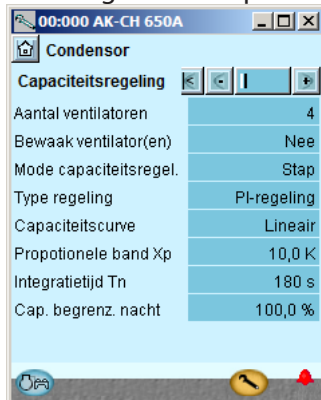 00:000 AK-CH 650A
Condensor
Capaciteitsregeling
Aantal ventilatoren 4
Bewaak ventilator(en) Nee
Mode capaciteitsregel. Stap
Type regeling PI-regeling
Capaciteitscurve Lineair
Propotionele band Xp 10,0 K
Integratietijd Tn 180 s
Cap. begrenz. nacht 100,0 %